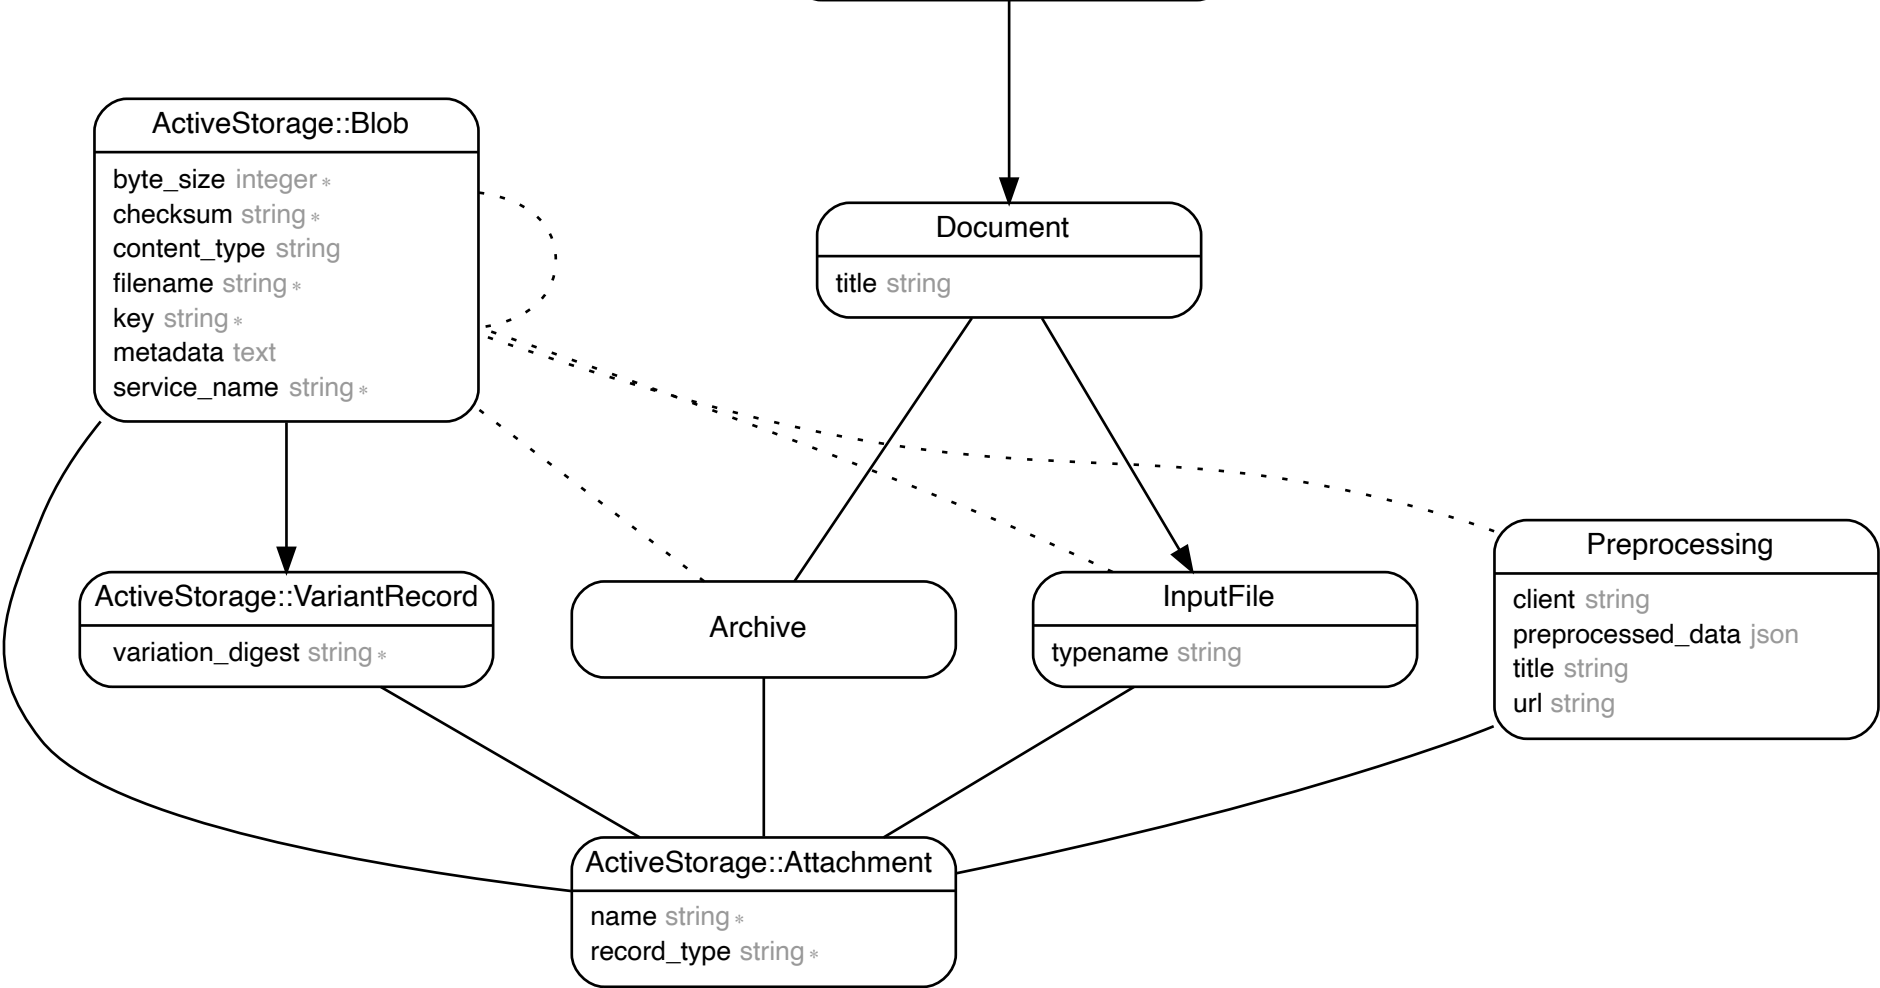 ActiveStorage::Blob
byte_size integer *
checksum string *
content_type string
filename string *
key string *
metadata text
service_name string *
Document
title string
ActiveStorage::VariantRecord
variation_digest string *
Archive
InputFile
typename string
Preprocessing
client string
preprocessed_data json
title string
url string
ActiveStorage::Attachment
name string *
record_type string *